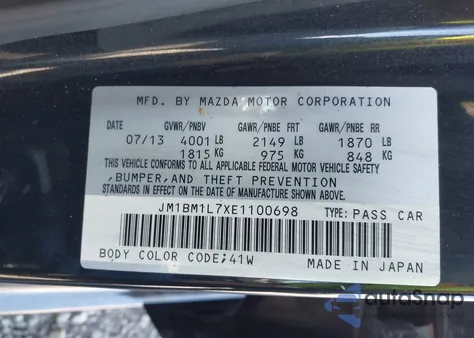 MFD. BY MAZDA MOTOR CORPORATION
GVWR/PNBV GAWR/PNBE FRT GAWR/PNBE RR
07/13 4001 LB 2149 LB 1870 LB
1815 KG 975 KG 848 KG
THIS VEHICLE CONFORMS TO ALL APPLICABLE FEDERAL MOTOR VEHICLE SAFETY
,BUMPER,AND THEFT PREVENTION
STANDARDS IN EFFECT ON THE DATE OF MANUFACTURE SHOWN ABOVE.
JM1BM1L7XE1100698 TYPE: PASS CAR
BODY COLOR CODE;41W MADE IN JAPAN
autoSnap